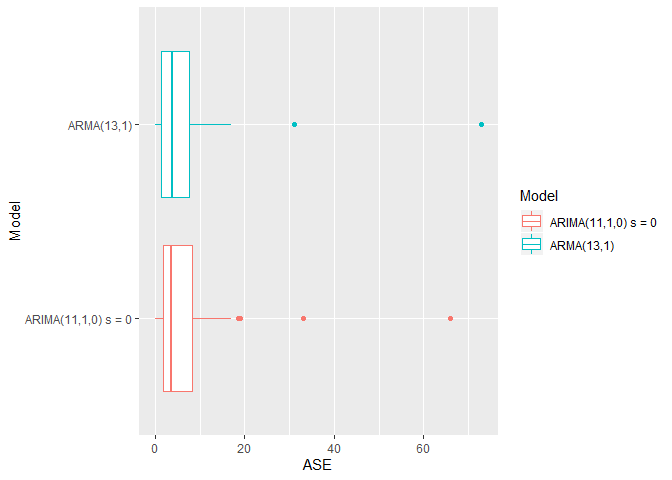 Model
ARMA(13,1)
ARIMA(11,1,0) s = 0
0 20 40 60
ASE
Model
ARIMA(11,1,0) s = 0
ARMA(13,1)